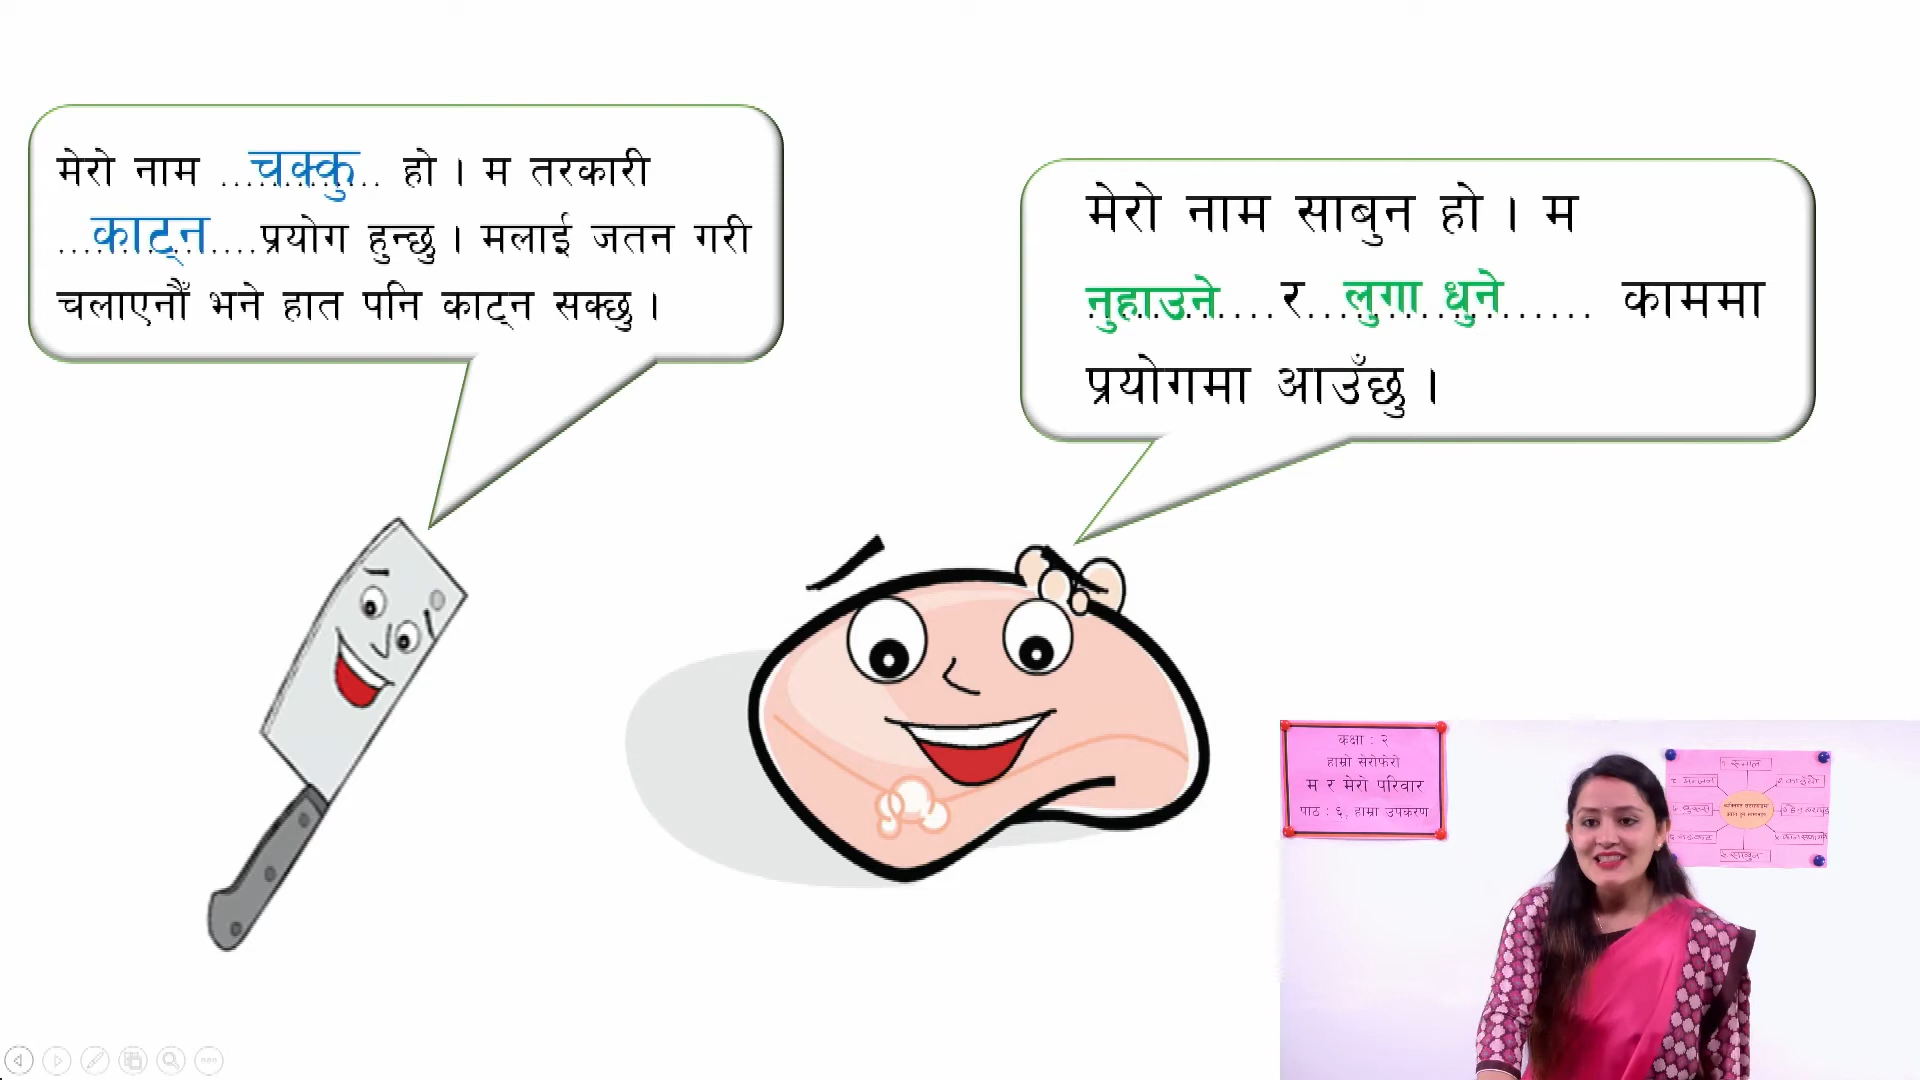 मेरो नाम ...चक्कु... हो । म तरकारी
...काट्न...प्रयोग हुन्छु । मलाई जतन गरी
चलाएनौँ भने हात पनि काट्न सक्छु ।
मेरो नाम साबुन हो । म
नुहाउने....र..लुगा धुने...... काममा
प्रयोगमा आउँछु ।
कक्षा : २
हाम्रो सेरोफेरो
म र मेरो परिवार
पाठ : ६, हाम्रा उपकरण
साबुन